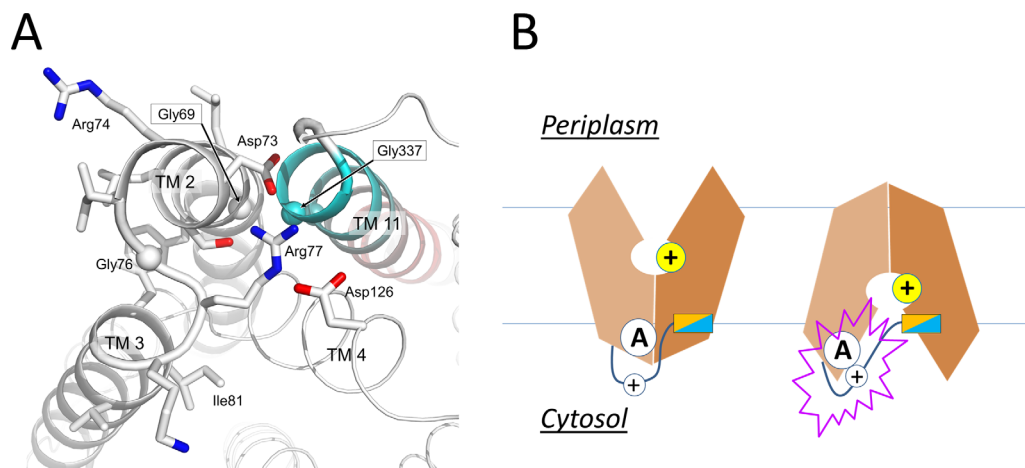 A
Arg74
Gly69
Asp73
Gly337
TM 2
TM 11
Gly76
Arg77
Asp126
TM 3
TM 4
Ile81
B
Periplasm
+
A
+
+
A
+
Cytosol